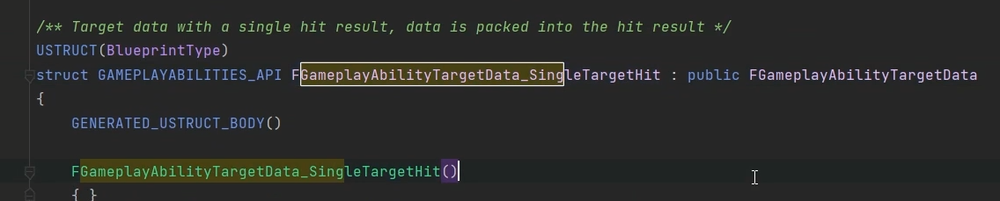 /** Target data with a single hit result, data is packed into the hit result */
USTRUCT(BlueprintType)
struct GAMEPLAYABILITIES_API FGameplayAbilityTargetData_SingleTargetHit : public FGameplayAbilityTargetData
{
GENERATED_USTRUCT_BODY()
FGameplayAbilityTargetData_SingleTargetHit()
{ }